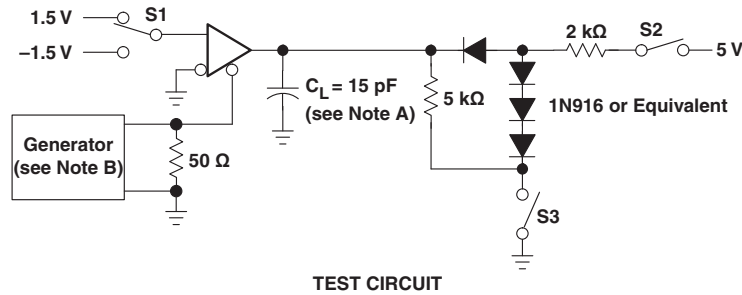 1.5 V
S1
–1.5 V
2 kΩ
S2
5 V
CL = 15 pF
(see Note A)
5 kΩ
1N916 or Equivalent
Generator
(see Note B)
50 Ω
S3
TEST CIRCUIT